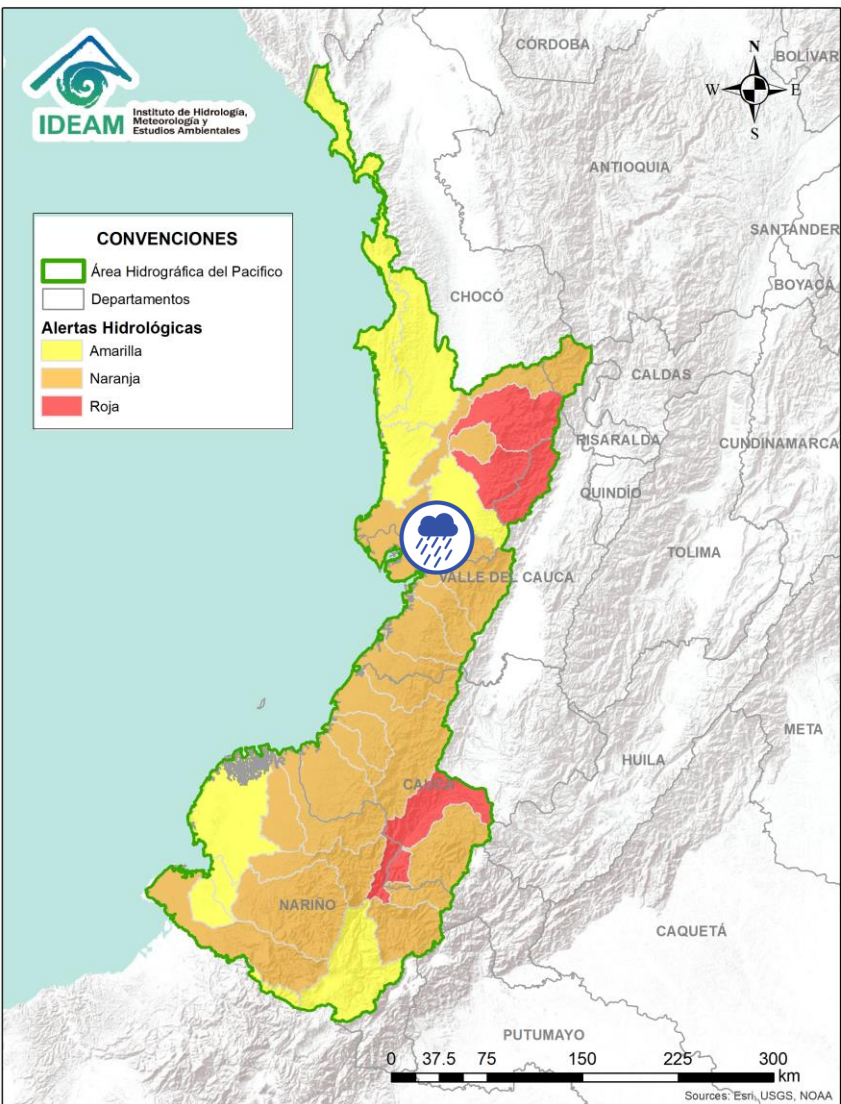 IDEAM
Instituto de Hidrología,
Meteorología y
Estudios Ambientales
CÓRDOBA
BOLÍVAR
N
W
E
S
ANTIOQUIA
SANTANDER
BOYACÁ
CONVENCIONES
Área Hidrográfica del Pacifico
Departamentos
Alertas Hidrológicas
Amarilla
Naranja
Roja
CHOCÓ
CALDAS
RISARALDA
CUNDINAMARCA
QUINDÍO
TOLIMA
VALLE DEL CAUCA
META
HUILA
CAUCA
NARIÑO
CAQUETÁ
PUTUMAYO
0 37.5 75 150 225 300
km
Sources: Esri, USGS, NOAA